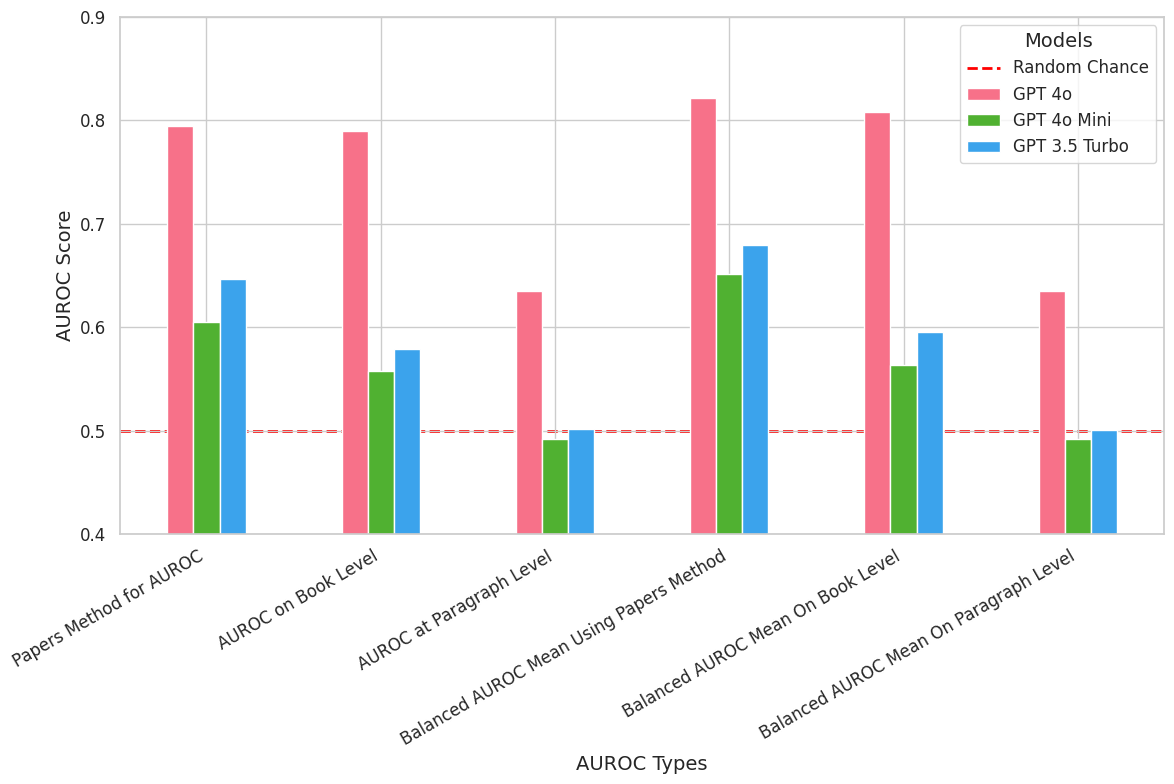 0.9
0.8
0.7
0.6
0.5
0.4
AUROC Score
Models
Random Chance
GPT 4o
GPT 4o Mini
GPT 3.5 Turbo
Papers Method for AUROC
AUROC on Book Level
AUROC at Paragraph Level
Balanced AUROC Mean Using Papers Method
Balanced AUROC Mean On Book Level
Balanced AUROC Mean On Paragraph Level
AUROC Types